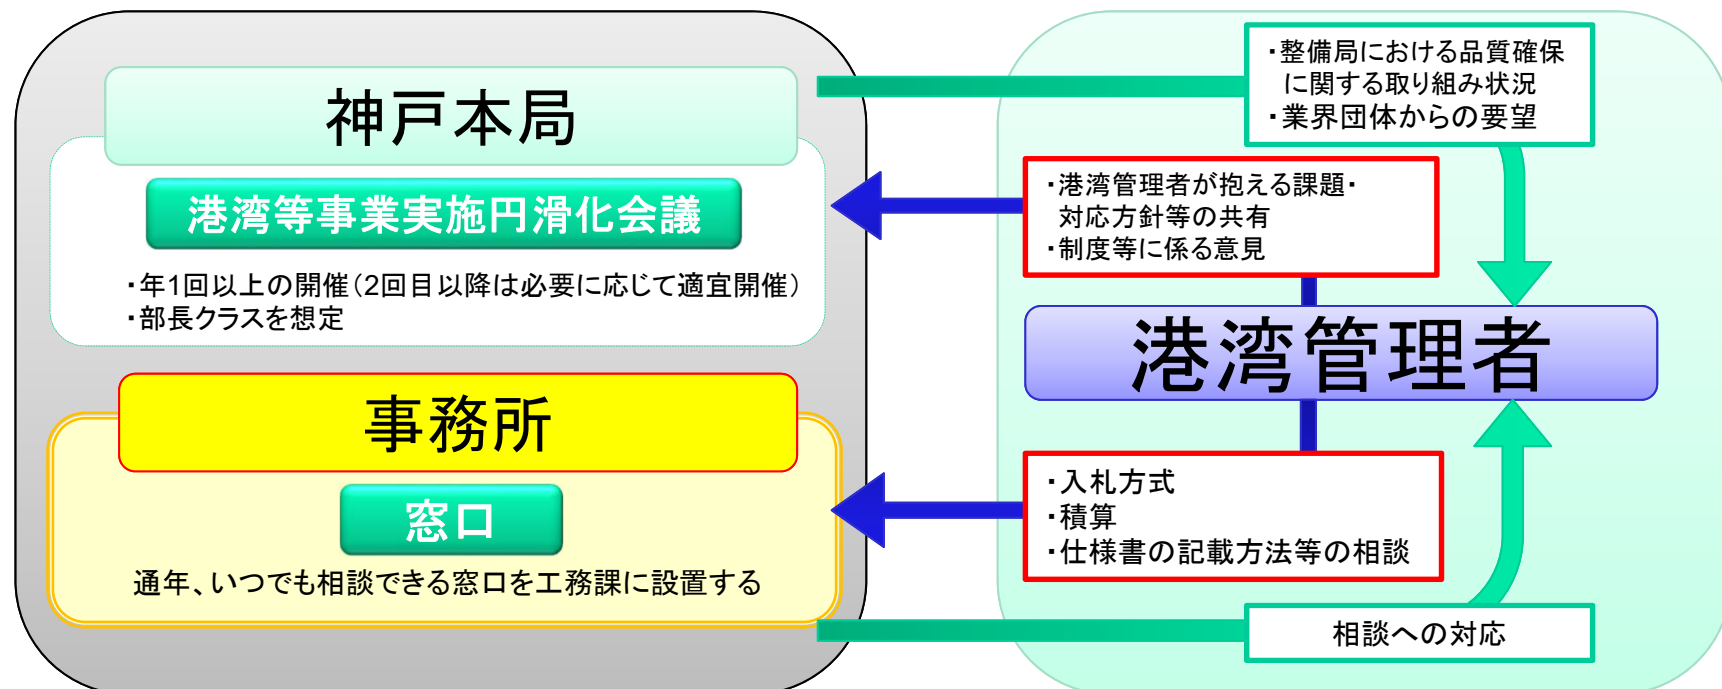 神戸本局
港湾等事業実施円滑化会議
・年1回以上の開催(2回目以降は必要に応じて適宜開催)
・部長クラスを想定
事務所
窓口
通年、いつでも相談できる窓口を工務課に設置する
・整備局における品質確保
に関する取り組み状況
・業界団体からの要望
・港湾管理者が抱える課題・
対応方針等の共有
・制度等に係る意見
港湾管理者
・入札方式
・積算
・仕様書の記載方法等の相談
相談への対応